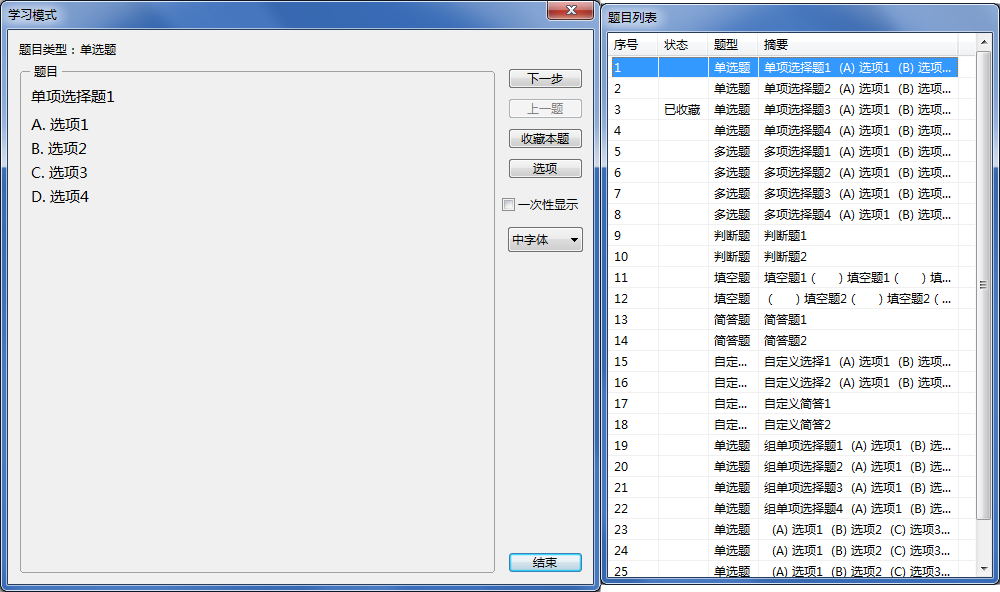 学习模式
题目类型：单选题
题目
单项选择题1
A. 选项1
B. 选项2
C. 选项3
D. 选项4
下一步
上一题
收藏本题
选项
一次性显示
中字体
结束
题目列表
序号 状态 题型 摘要
1 单选题 单项选择题1 (A) 选项1 (B) 选项...
2 单选题 单项选择题2 (A) 选项1 (B) 选项...
3 已收藏 单选题 单项选择题3 (A) 选项1 (B) 选项...
4 单选题 单项选择题4 (A) 选项1 (B) 选项...
5 多选题 多项选择题1 (A) 选项1 (B) 选项...
6 多选题 多项选择题2 (A) 选项1 (B) 选项...
7 多选题 多项选择题3 (A) 选项1 (B) 选项...
8 多选题 多项选择题4 (A) 选项1 (B) 选项...
9 判断题 判断题1
10 判断题 判断题2
11 填空题 填空题1（　　）填空题1（　　）填...
12 填空题 （　　）填空题2（　　）填空题2（...
13 简答题 简答题1
14 简答题 简答题2
15 自定... 自定义选择1 (A) 选项1 (B) 选项...
16 自定... 自定义选择2 (A) 选项1 (B) 选项...
17 自定... 自定义简答1
18 自定... 自定义简答2
19 单选题 组单项选择题1 (A) 选项1 (B) 选...
20 单选题 组单项选择题2 (A) 选项1 (B) 选...
21 单选题 组单项选择题3 (A) 选项1 (B) 选...
22 单选题 组单项选择题4 (A) 选项1 (B) 选...
23 单选题 (A) 选项1 (B) 选项2 (C) 选项3...
24 单选题 (A) 选项1 (B) 选项2 (C) 选项3...
25 单选题 (A) 选项1 (B) 选项2 (C) 选项3...